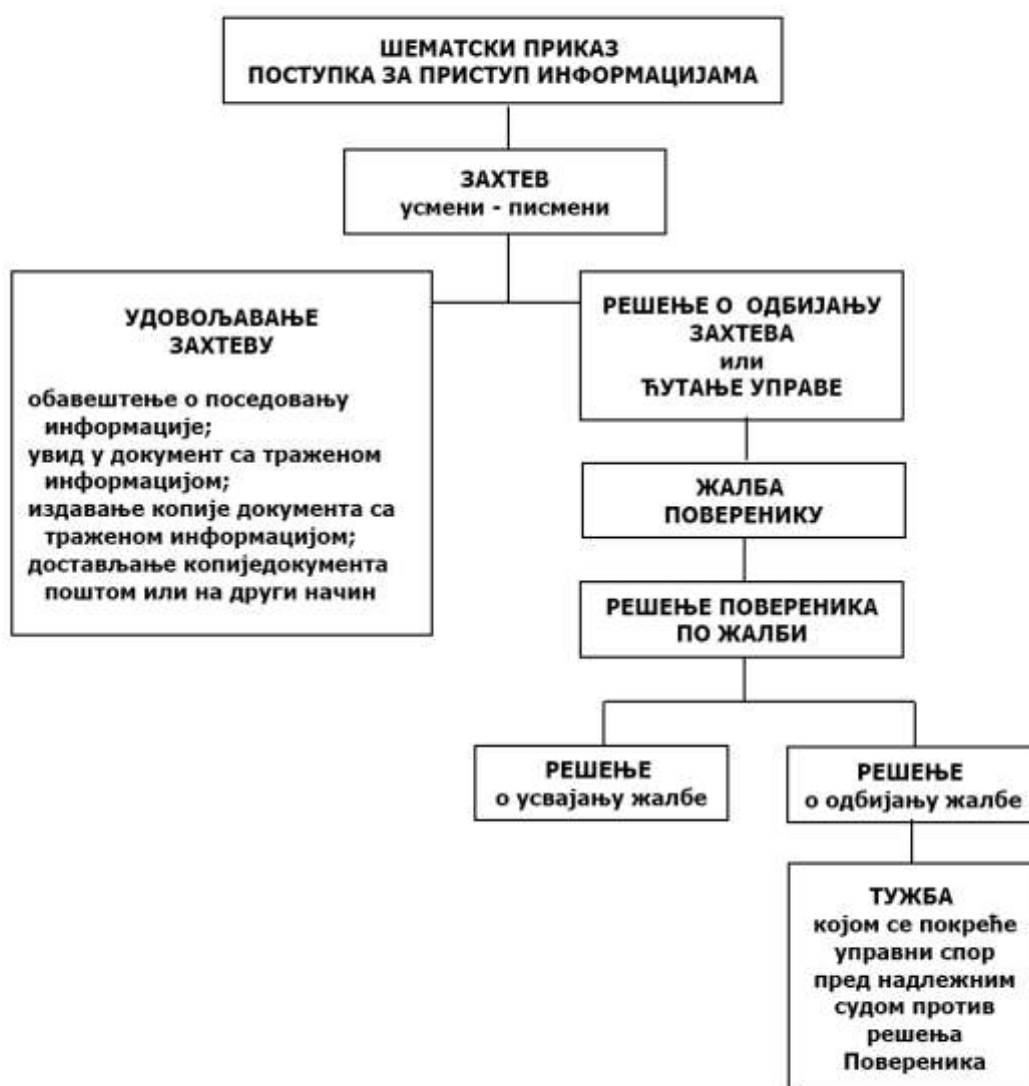 ШЕМАТСКИ ПРИКАЗ
ПОСТУПКА ЗА ПРИСТУП ИНФОРМАЦИЈАМА
ЗАХТЕВ
усмени - писмени
УДОВОЉАВАЊЕ
ЗАХТЕВУ
обавештење о поседовању
информације;
увид у документ са траженом
информацијом;
издавање копије документа са
траженом информацијом;
достављање копиједокумента
поштом или на други начин
РЕШЕЊЕ О ОДБИЈАЊУ
ЗАХТЕВА
или
ЋУТАЊЕ УПРАВЕ
ЖАЛБА
ПОВЕРЕНИКУ
РЕШЕЊЕ ПОВЕРЕНИКА
ПО ЖАЛБИ
РЕШЕЊЕ
о усвајању жалбе
РЕШЕЊЕ
о одбијању жалбе
ТУЖБА
којом се покреће
управни спор
пред надлежним
судом против
решења
Повереника